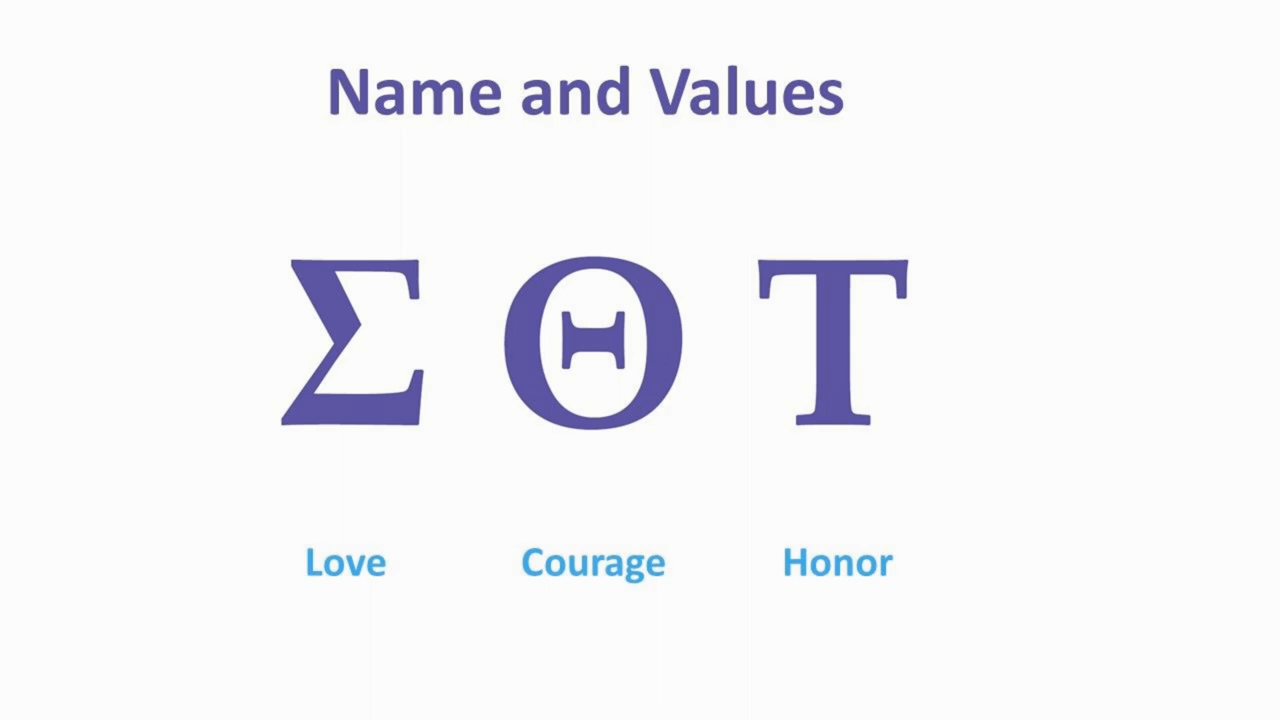 Name and Values
Σ Θ Τ
Love Courage Honor